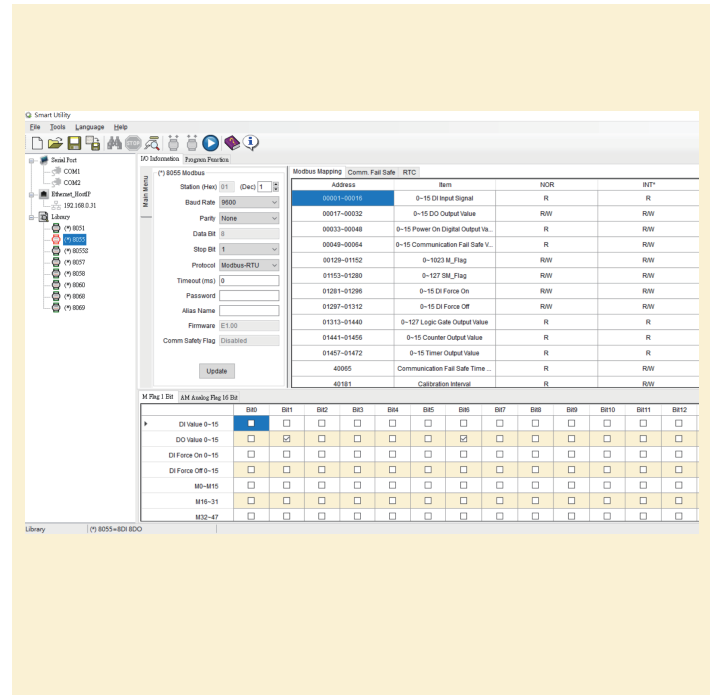 Smart Utility
File Tools Language Help
Serial Port
COM1
COM2
Ethernet_HostIP
192.168.0.31
Library
(*) 8051
(*) 8055
(*) 8055S
(*) 8057
(*) 8058
(*) 8060
(*) 8068
(*) 8069
I/O Information Program Function
Main Menu
(*) 8055 Modbus
Station (Hex) 01 (Dec) 1
Baud Rate 9600
Parity None
Data Bit 8
Stop Bit 1
Protocol Modbus-RTU
Timeout (ms) 0
Password
Alias Name
Firmware E1.00
Comm Safety Flag Disabled
Update
Modbus Mapping Comm. Fail Safe RTC
Address Item NOR INT*
00001~00016 0~15 DI Input Signal R R
00017~00032 0~15 DO Output Value R/W R/W
00033~00048 0~15 Power On Digital Output Va... R/W R/W
00049~00064 0~15 Communication Fail Safe V... R/W R/W
00129~01152 0~1023 M_Flag R/W R/W
01153~01280 0~127 SM_Flag R/W R/W
01281~01296 0~15 DI Force On R/W R/W
01297~01312 0~15 DI Force Off R/W R/W
01313~01440 0~127 Logic Gate Output Value R R
01441~01456 0~15 Counter Output Value R R
01457~01472 0~15 Timer Output Value R R
40065 Communication Fail Safe Time ... R R/W
40181 Calibration Interval R R/W
M Flag 1 Bit AM Analog Flag 16 Bit
Bit0 Bit1 Bit2 Bit3 Bit4 Bit5 Bit6 Bit7 Bit8 Bit9 Bit10 Bit11 Bit12
DI Value 0~15
DO Value 0~15
DI Force On 0~15
DI Force Off 0~15
M0~M15
M16~31
M32~47
Library (*) 8055+8DI 8DO